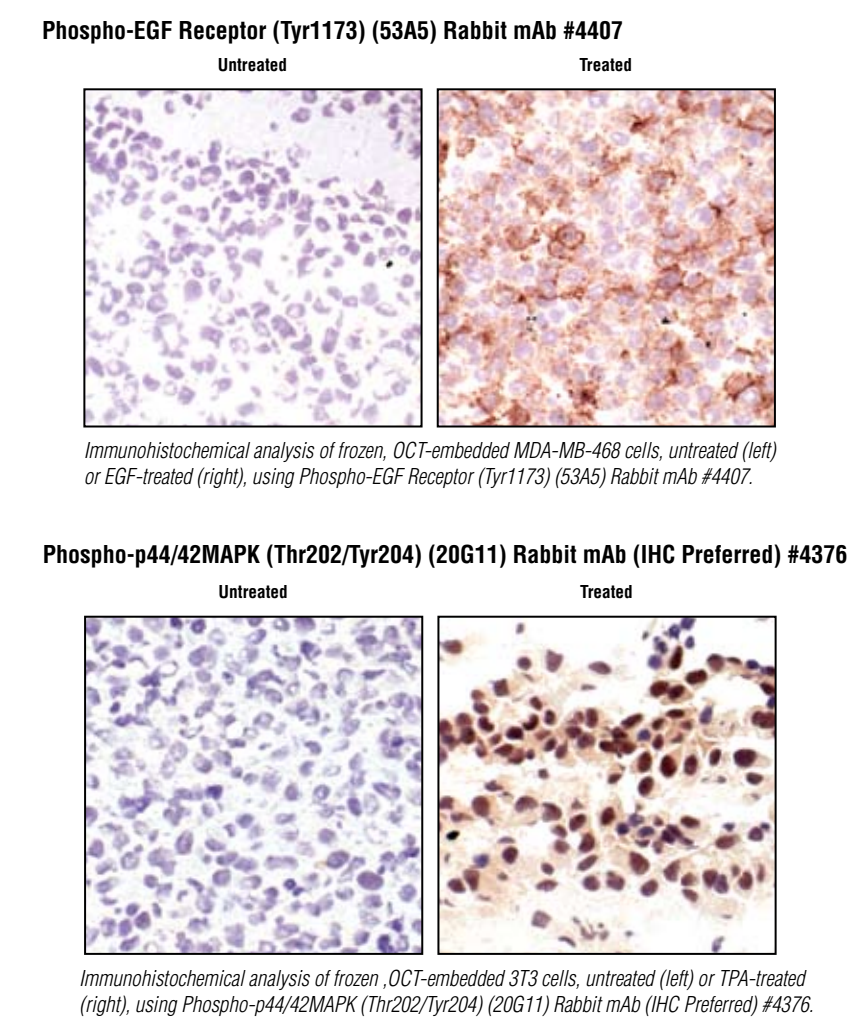 Phospho-EGF Receptor (Tyr1173) (53A5) Rabbit mAb #4407
Untreated Treated
Immunohistochemical analysis of frozen, OCT-embedded MDA-MB-468 cells, untreated (left)
or EGF-treated (right), using Phospho-EGF Receptor (Tyr1173) (53A5) Rabbit mAb #4407.
Phospho-p44/42MAPK (Thr202/Tyr204) (20G11) Rabbit mAb (IHC Preferred) #4376
Untreated Treated
Immunohistochemical analysis of frozen ,OCT-embedded 3T3 cells, untreated (left) or TPA-treated
(right), using Phospho-p44/42MAPK (Thr202/Tyr204) (20G11) Rabbit mAb (IHC Preferred) #4376.